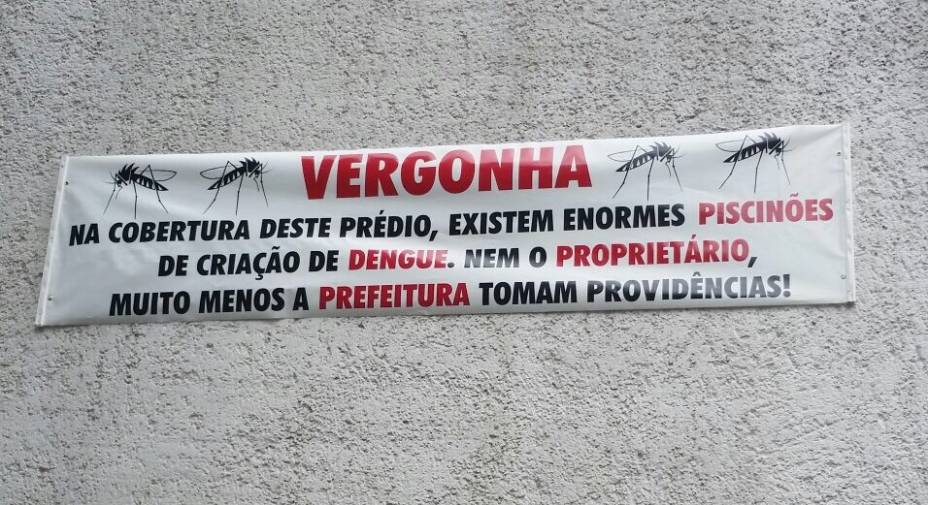 VERGONHA
NA COBERTURA DESTE PRÉDIO, EXISTEM ENORMES PISCINÕES
DE CRIAÇÃO DE DENGUE. NEM O PROPRIETÁRIO,
MUITO MENOS A PREFEITURA TOMAM PROVIDÊNCIAS!